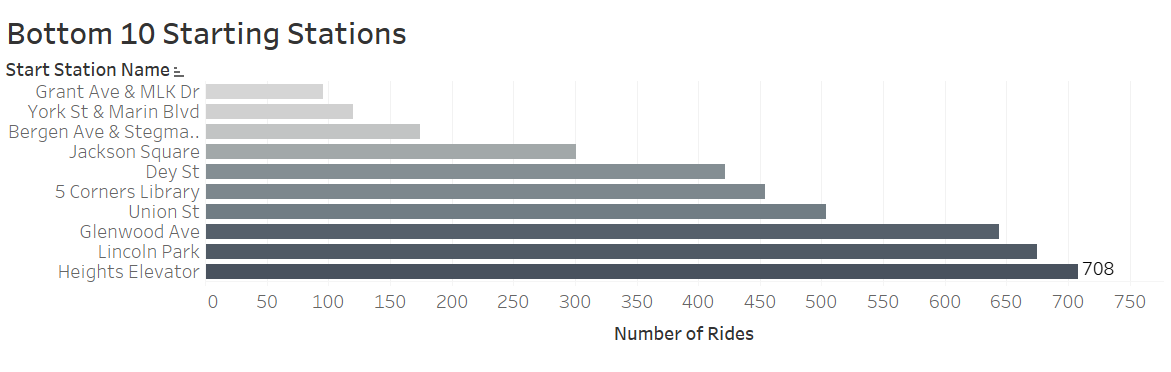 Bottom 10 Starting Stations
Start Station Name
Grant Ave & MLK Dr
York St & Marin Blvd
Bergen Ave & Stegma..
Jackson Square
Dey St
5 Corners Library
Union St
Glenwood Ave
Lincoln Park
Heights Elevator 708
0 50 100 150 200 250 300 350 400 450 500 550 600 650 700 750
Number of Rides